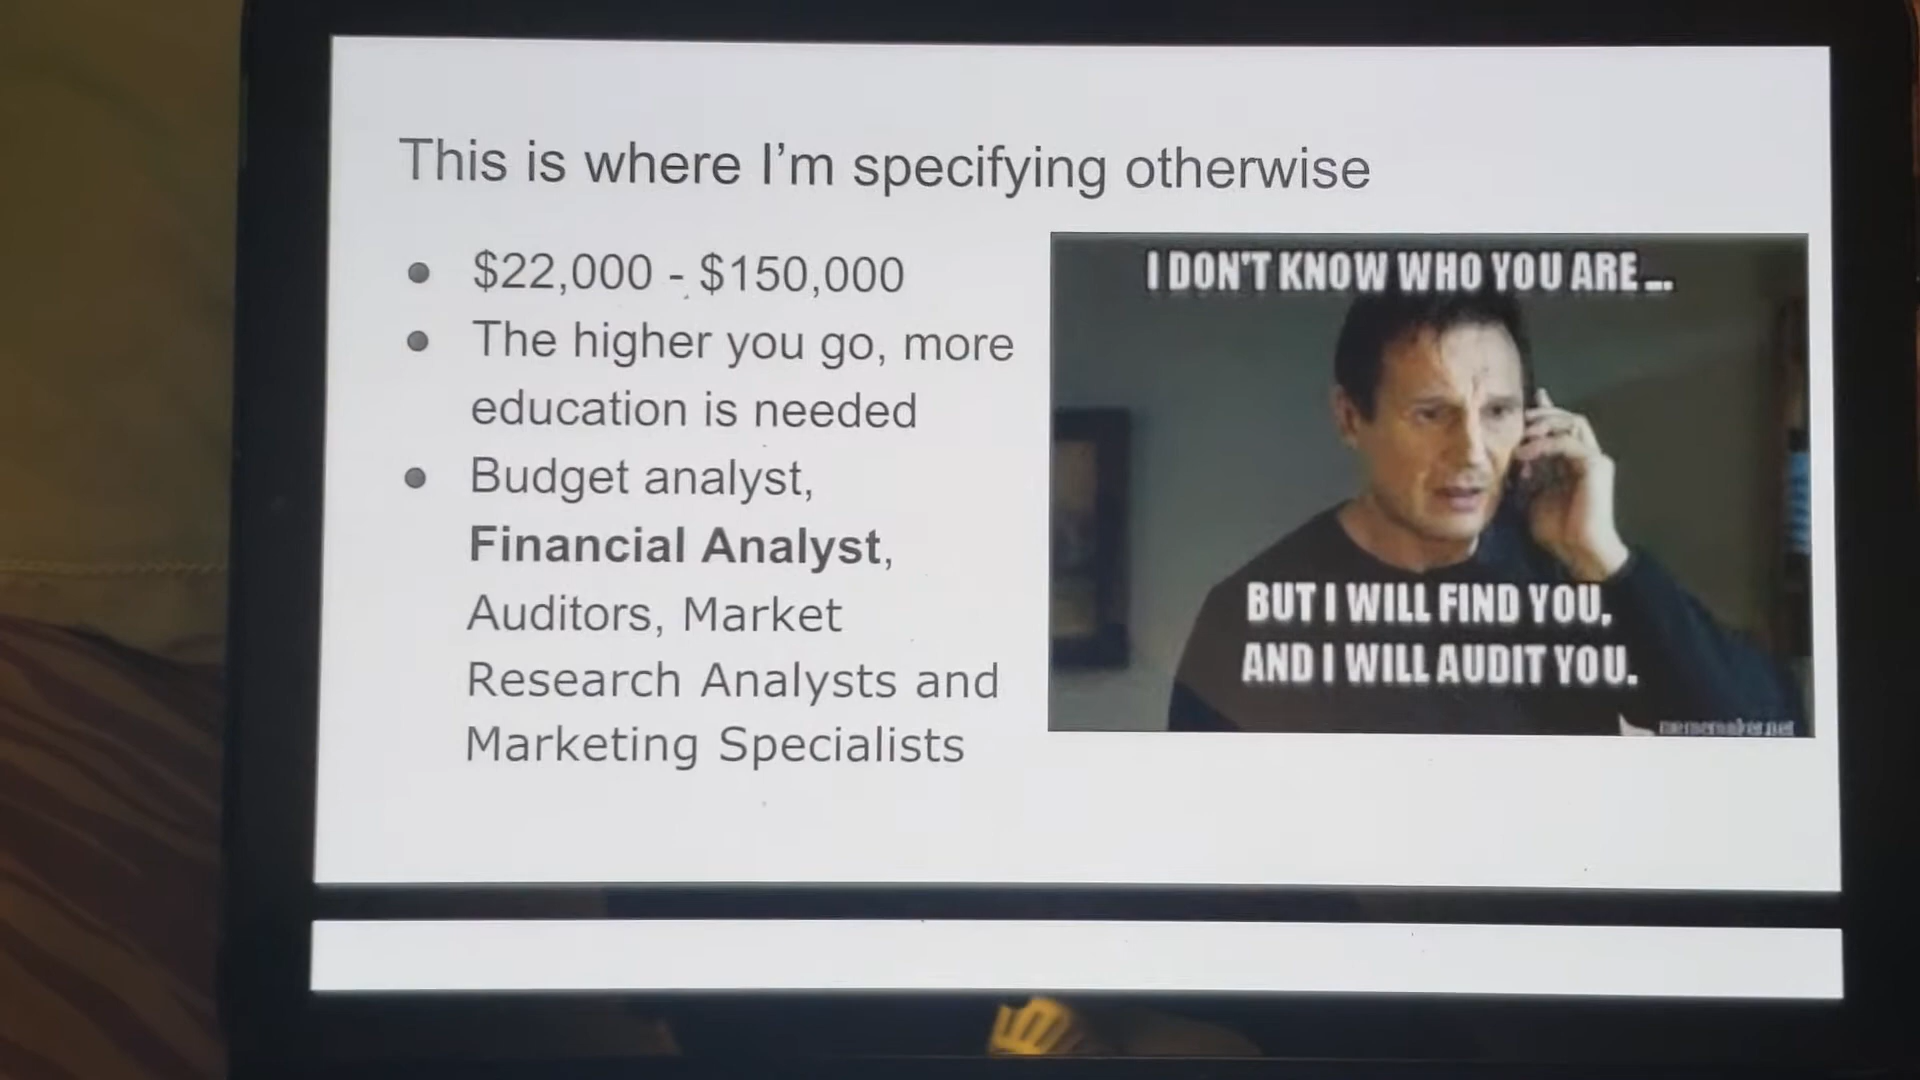 This is where I'm specifying otherwise
$22,000 - $150,000
The higher you go, more
education is needed
Budget analyst,
Financial Analyst,
Auditors, Market
Research Analysts and
Marketing Specialists
I DON'T KNOW WHO YOU ARE...
BUT I WILL FIND YOU.
AND I WILL AUDIT YOU.
mememaker.net